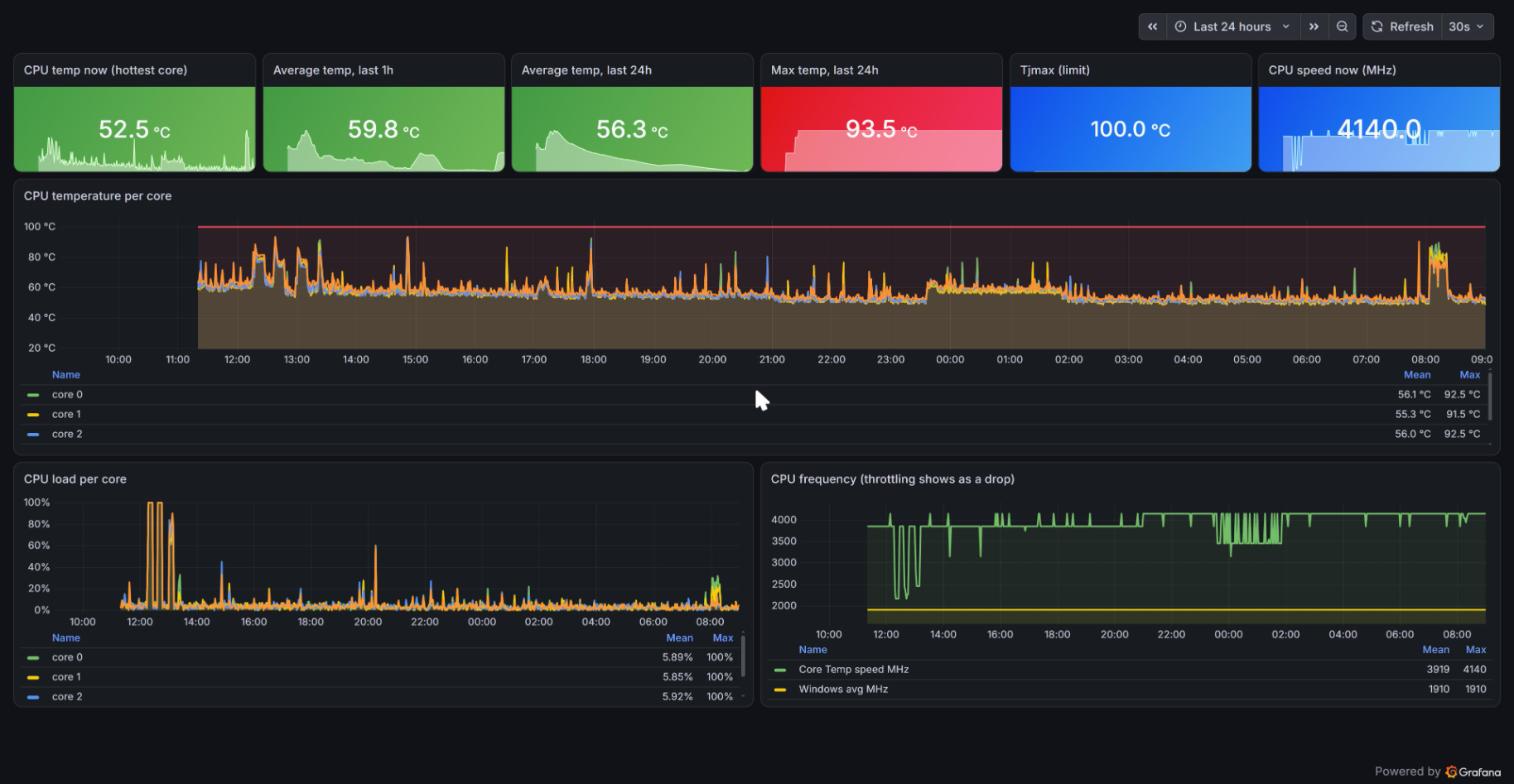 Last 24 hours Refresh 30s
CPU temp now (hottest core) Average temp, last 1h Average temp, last 24h Max temp, last 24h Tjmax (limit) CPU speed now (MHz)
52.5 °C 59.8 °C 56.3 °C 93.5 °C 100.0 °C 4140.0
CPU temperature per core
100 °C
80 °C
60 °C
40 °C
20 °C
10:00 11:00 12:00 13:00 14:00 15:00 16:00 17:00 18:00 19:00 20:00 21:00 22:00 23:00 00:00 01:00 02:00 03:00 04:00 05:00 06:00 07:00 08:00 09:0
Name Mean Max
core 0 56.1 °C 92.5 °C
core 1 55.3 °C 91.5 °C
core 2 56.0 °C 92.5 °C
CPU load per core
100%
80%
60%
40%
20%
0%
10:00 12:00 14:00 16:00 18:00 20:00 22:00 00:00 02:00 04:00 06:00 08:00
Name Mean Max
core 0 5.89% 100%
core 1 5.85% 100%
core 2 5.92% 100%
CPU frequency (throttling shows as a drop)
4000
3500
3000
2500
2000
10:00 12:00 14:00 16:00 18:00 20:00 22:00 00:00 02:00 04:00 06:00 08:00
Name Mean Max
Core Temp speed MHz 3919 4140
Windows avg MHz 1910 1910
Powered by Grafana